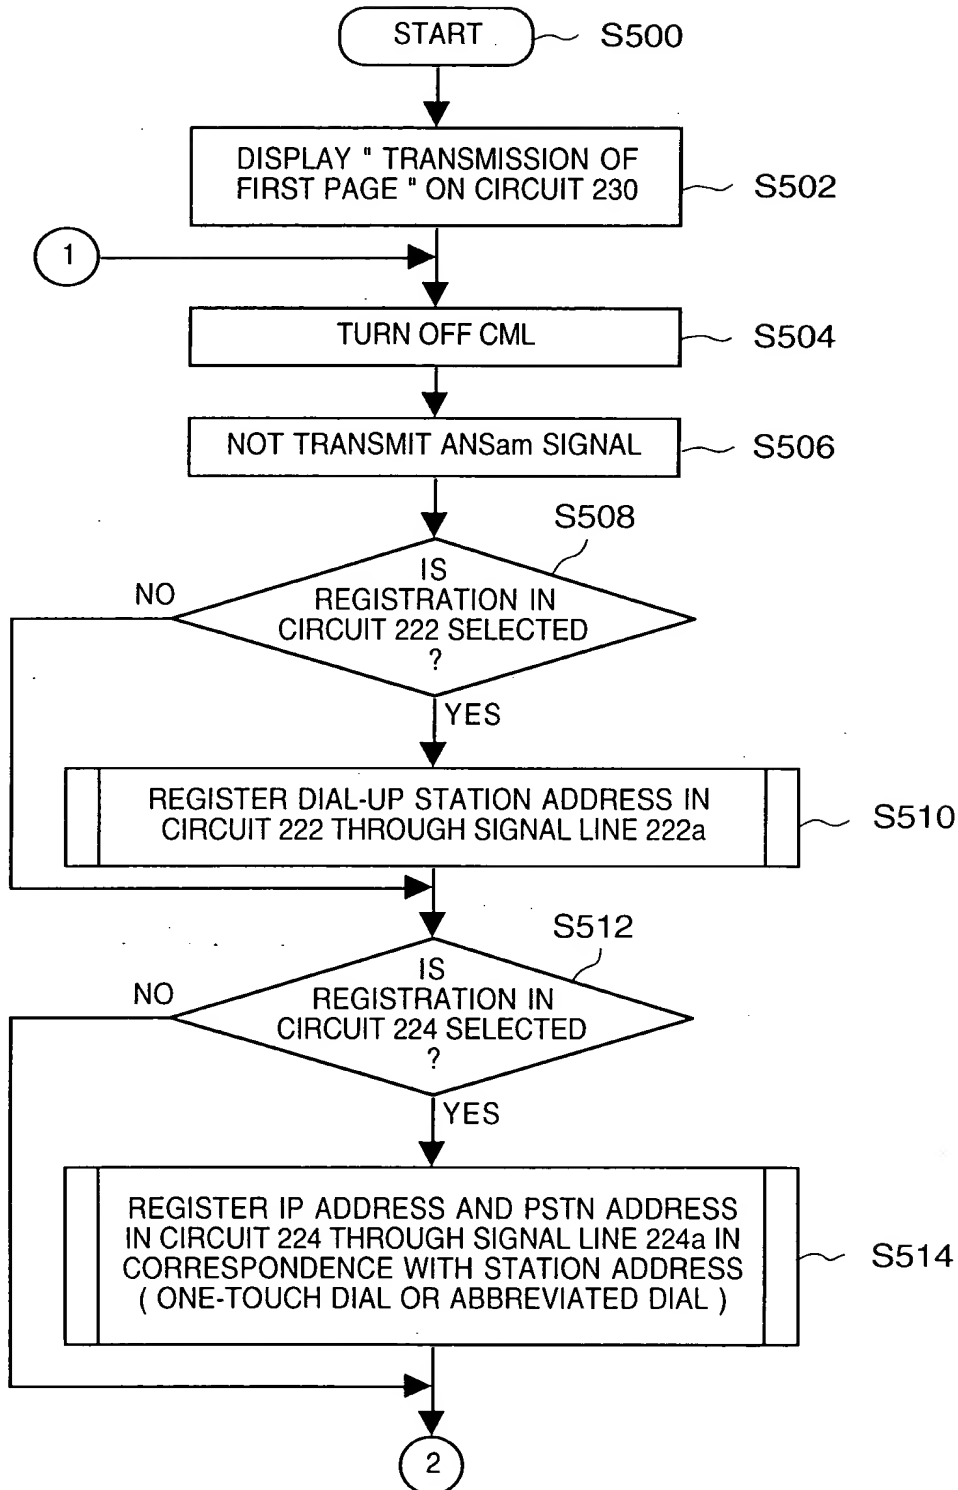 START
S500
DISPLAY " TRANSMISSION OF
FIRST PAGE " ON CIRCUIT 230
S502
1
TURN OFF CML
S504
NOT TRANSMIT ANSam SIGNAL
S506
S508
IS
REGISTRATION IN
CIRCUIT 222 SELECTED
?
NO
YES
REGISTER DIAL-UP STATION ADDRESS IN
CIRCUIT 222 THROUGH SIGNAL LINE 222a
S510
S512
IS
REGISTRATION IN
CIRCUIT 224 SELECTED
?
NO
YES
REGISTER IP ADDRESS AND PSTN ADDRESS
IN CIRCUIT 224 THROUGH SIGNAL LINE 224a IN
CORRESPONDENCE WITH STATION ADDRESS
( ONE-TOUCH DIAL OR ABBREVIATED DIAL )
S514
2